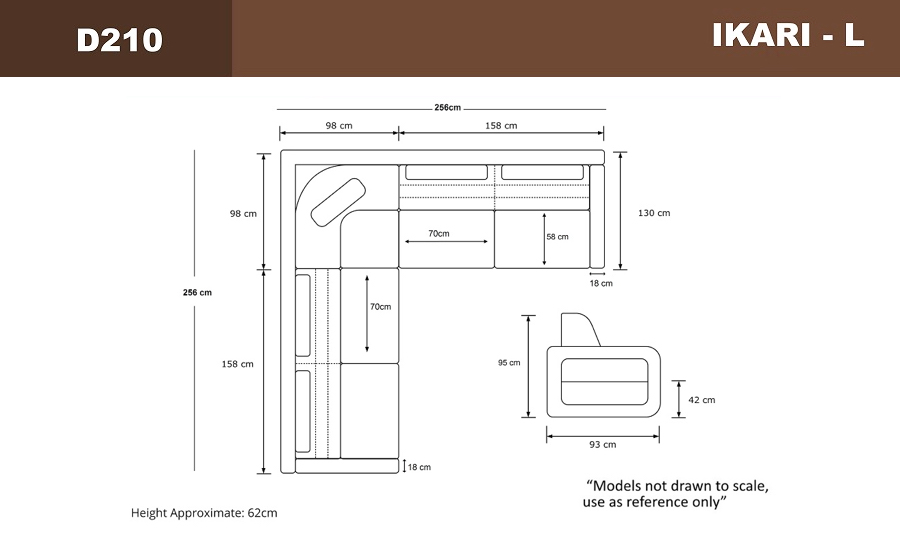 D210
IKARI - L
256cm
98 cm
158 cm
98 cm
130 cm
70cm
58 cm
256 cm
18 cm
70cm
95 cm
158 cm
42 cm
93 cm
18 cm
“Models not drawn to scale,
use as reference only”
Height Approximate: 62cm